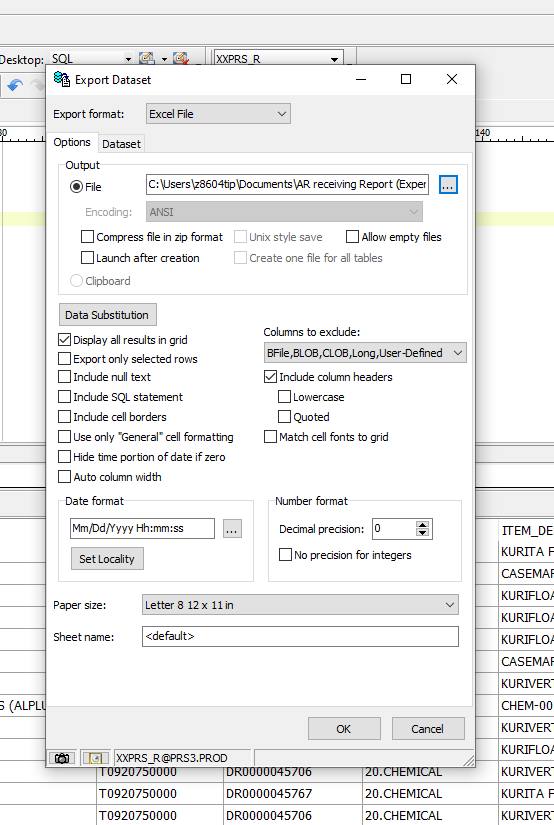 Desktop: SQL XXPRS_R
Export Dataset
140
Export format: Excel File
Options Dataset
Output
File C:\Users\z8604tip\Documents\AR receiving Report (Exper ...
Encoding: ANSI
Compress file in zip format Unix style save Allow empty files
Launch after creation Create one file for all tables
Clipboard
Data Substitution
Display all results in grid Columns to exclude:
Export only selected rows BFile,BLOB,CLOB,Long,User-Defined
Include null text Include column headers
Include SQL statement Lowercase
Include cell borders Quoted
Use only "General" cell formatting Match cell fonts to grid
Hide time portion of date if zero
Auto column width
Date format Number format
Mm/Dd/Yyyy Hh:mm:ss ... Decimal precision: 0
ITEM_DE
Set Locality No precision for integers
KURITA F
CASEMAR
Paper size: Letter 8 12 x 11 in
KURIFLOA
KURIFLOA
Sheet name: <default>
KURIFLOA
CASEMAR
KURIVERT
S (ALPLU CHEM-00
OK Cancel
KURIVERT
KURIFLOA
XXPRS_R@PRS3.PROD
T0920750000 DR0000045706 20.CHEMICAL KURIVERT
T0920750000 DR0000045767 20.CHEMICAL KURITA F
T0920750000 DR0000045706 20.CHEMICAL KURIVERT